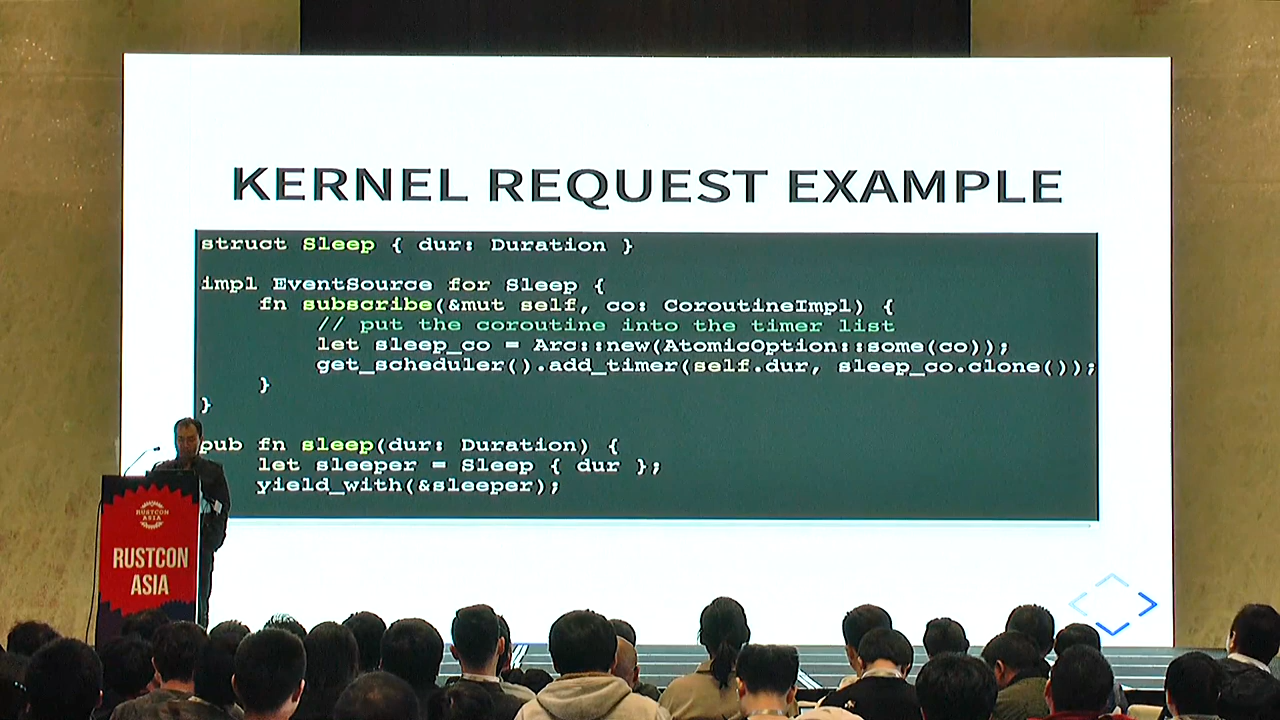 KERNEL REQUEST EXAMPLE
struct Sleep { dur: Duration }
impl EventSource for Sleep {
fn subscribe(&mut self, co: CoroutineImpl) {
// put the coroutine into the timer list
let sleep_co = Arc::new(AtomicOption::some(co));
get_scheduler().add_timer(self.dur, sleep_co.clone());
}
}
pub fn sleep(dur: Duration) {
let sleeper = Sleep { dur };
yield_with(&sleeper);
RUSTCON
ASIA
RUSTCON
ASIA